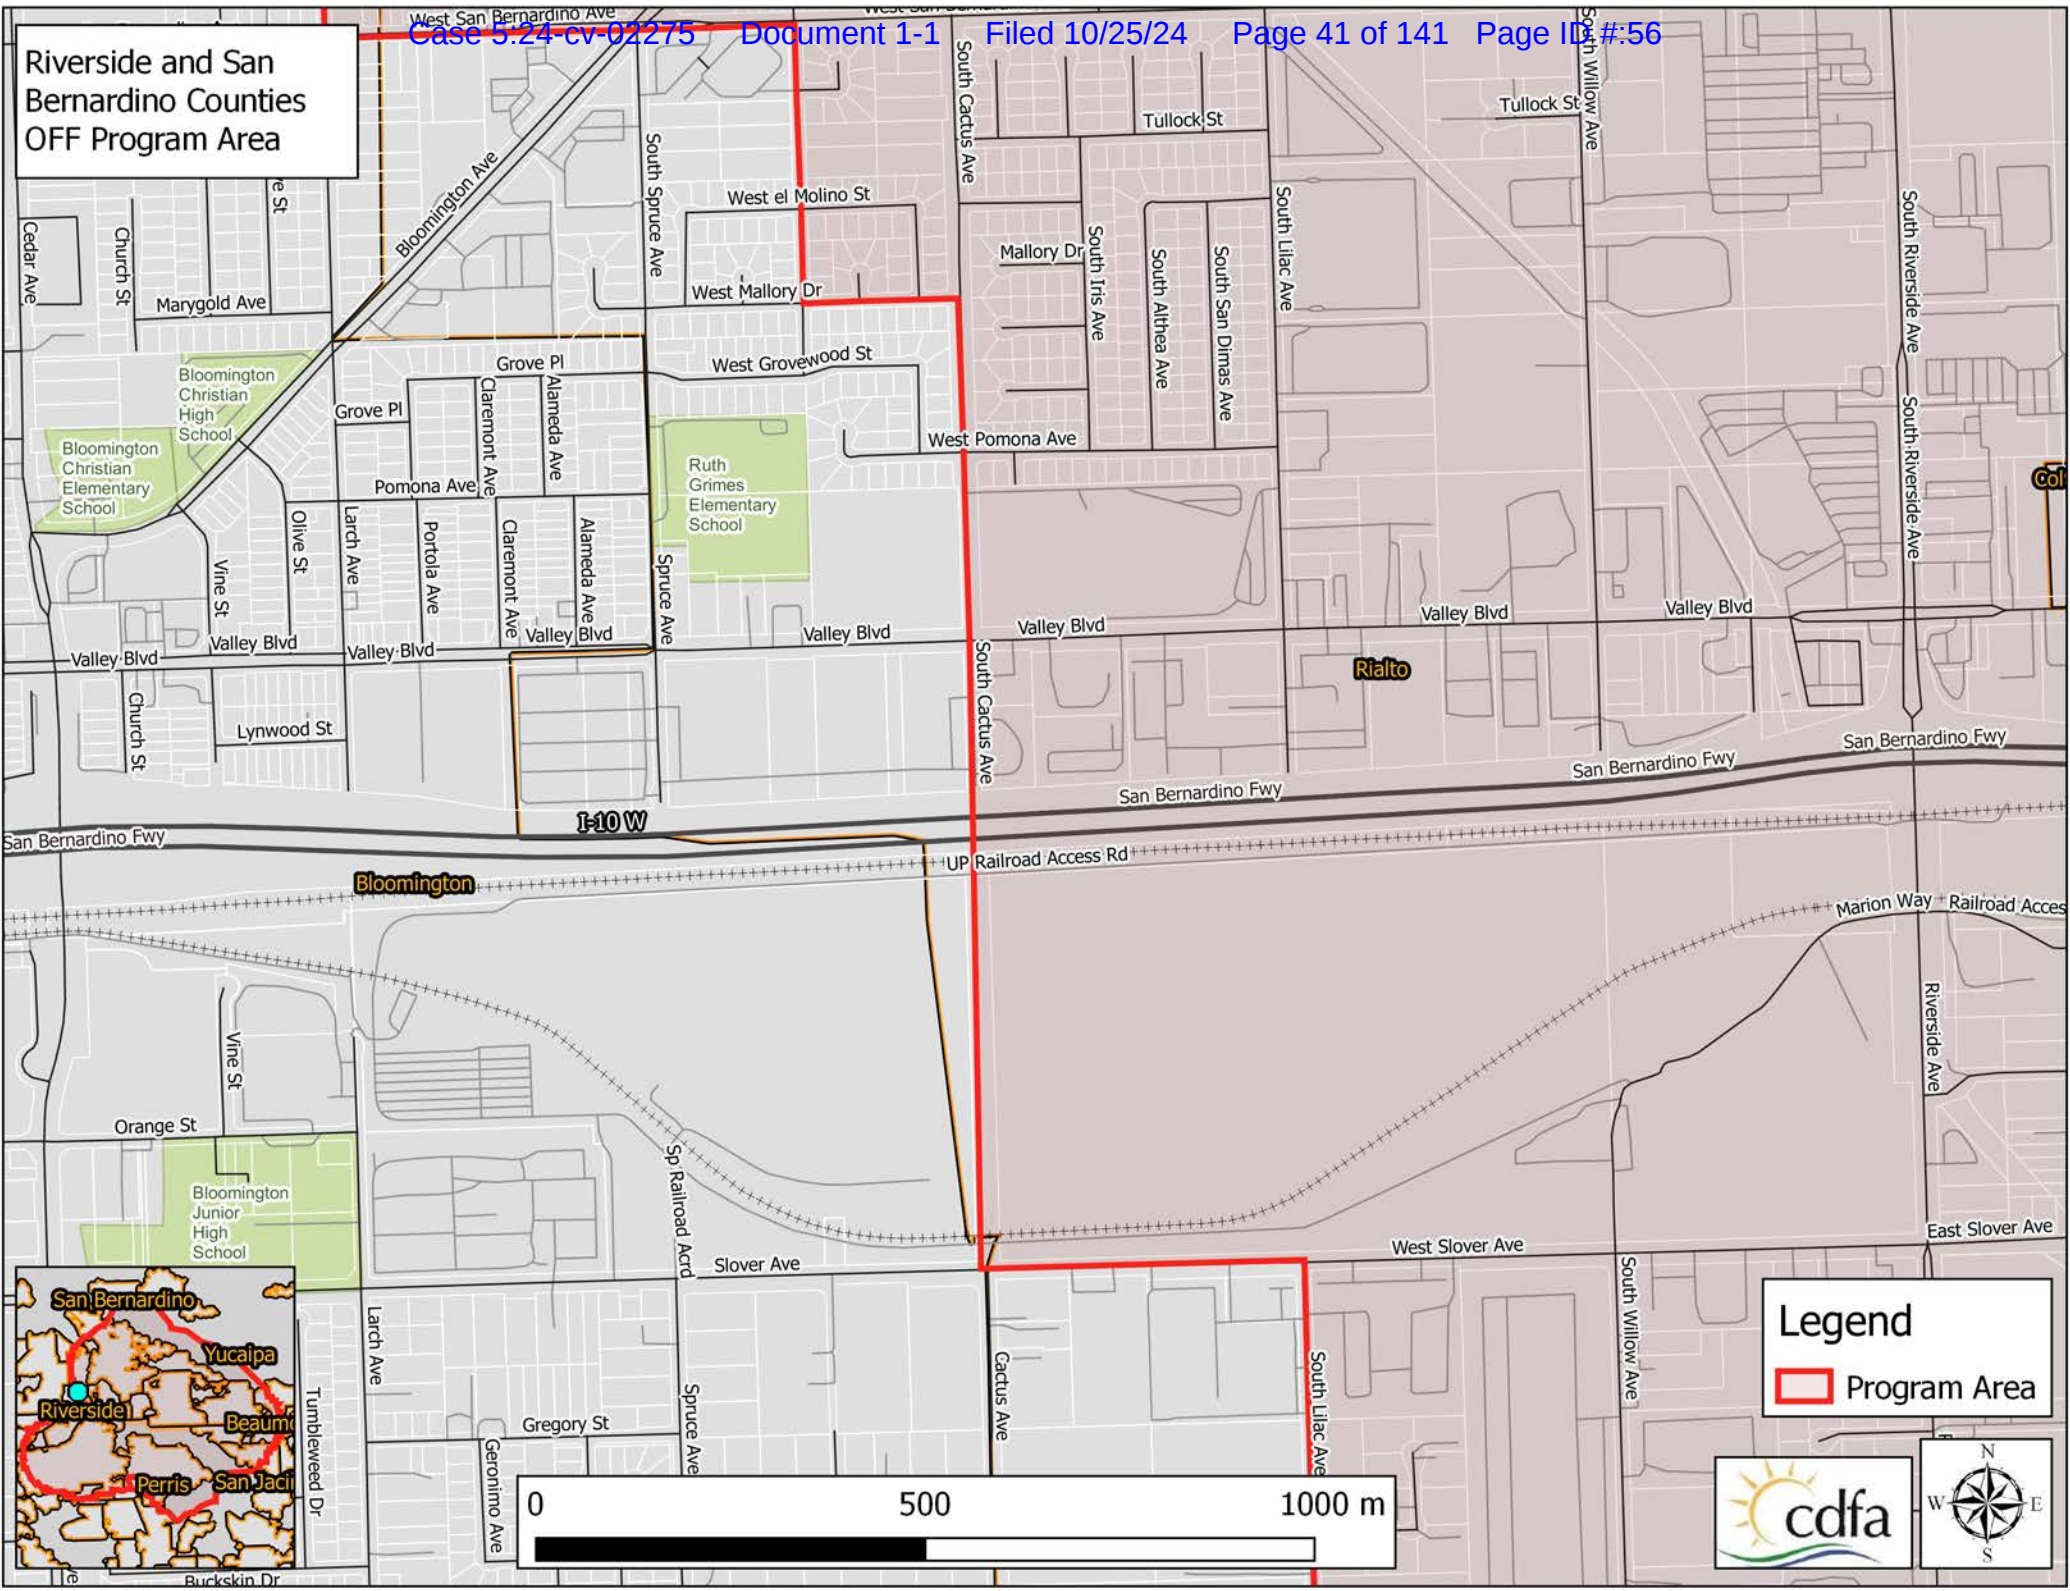 West San Bernardino Ave
Case 5:24-cv-02275 Document 1-1 Filed 10/25/24 Page 41 of 141 Page ID #:56
Riverside and San
Bernardino Counties
OFF Program Area
South Cactus Ave
South Willow Ave
Tullock St
Tullock St
Bloomington Ave
South Spruce Ave
West el Molino St
South Lilac Ave
South Riverside Ave
Cedar Ave
Church St
Mallory Dr
South Iris Ave
South Althea Ave
South San Dimas Ave
Marygold Ave
West Mallory Dr
Grove Pl
West Grovewood St
Bloomington
Christian
High
School
Grove Pl
Claremont Ave
Alameda Ave
South Riverside Ave
Bloomington
Christian
Elementary
School
West Pomona Ave
Ruth
Grimes
Elementary
School
Pomona Ave
Olive St
Larch Ave
Portola Ave
Claremont Ave
Alameda Ave
Vine St
Spruce Ave
Valley Blvd
Valley Blvd
Valley Blvd
Valley Blvd
Valley Blvd
Valley Blvd
Valley Blvd
Valley Blvd
South Cactus Ave
Rialto
Church St
Lynwood St
San Bernardino Fwy
San Bernardino Fwy
San Bernardino Fwy
I-10 W
San Bernardino Fwy
UP Railroad Access Rd
Bloomington
Marion Way
Railroad Acces
Riverside Ave
Vine St
Orange St
Bloomington
Junior
High
School
Sp Railroad Acrd
Slover Ave
West Slover Ave
East Slover Ave
South Willow Ave
San Bernardino
Yucaipa
Riverside
Beaum
Perris
San Jaci
Larch Ave
Tumbleweed Dr
Spruce Ave
Cactus Ave
South Lilac Ave
Gregory St
Geronimo Ave
Buckskin Dr
Legend
Program Area
0 500 1000 m
cdfa
N
W E
S